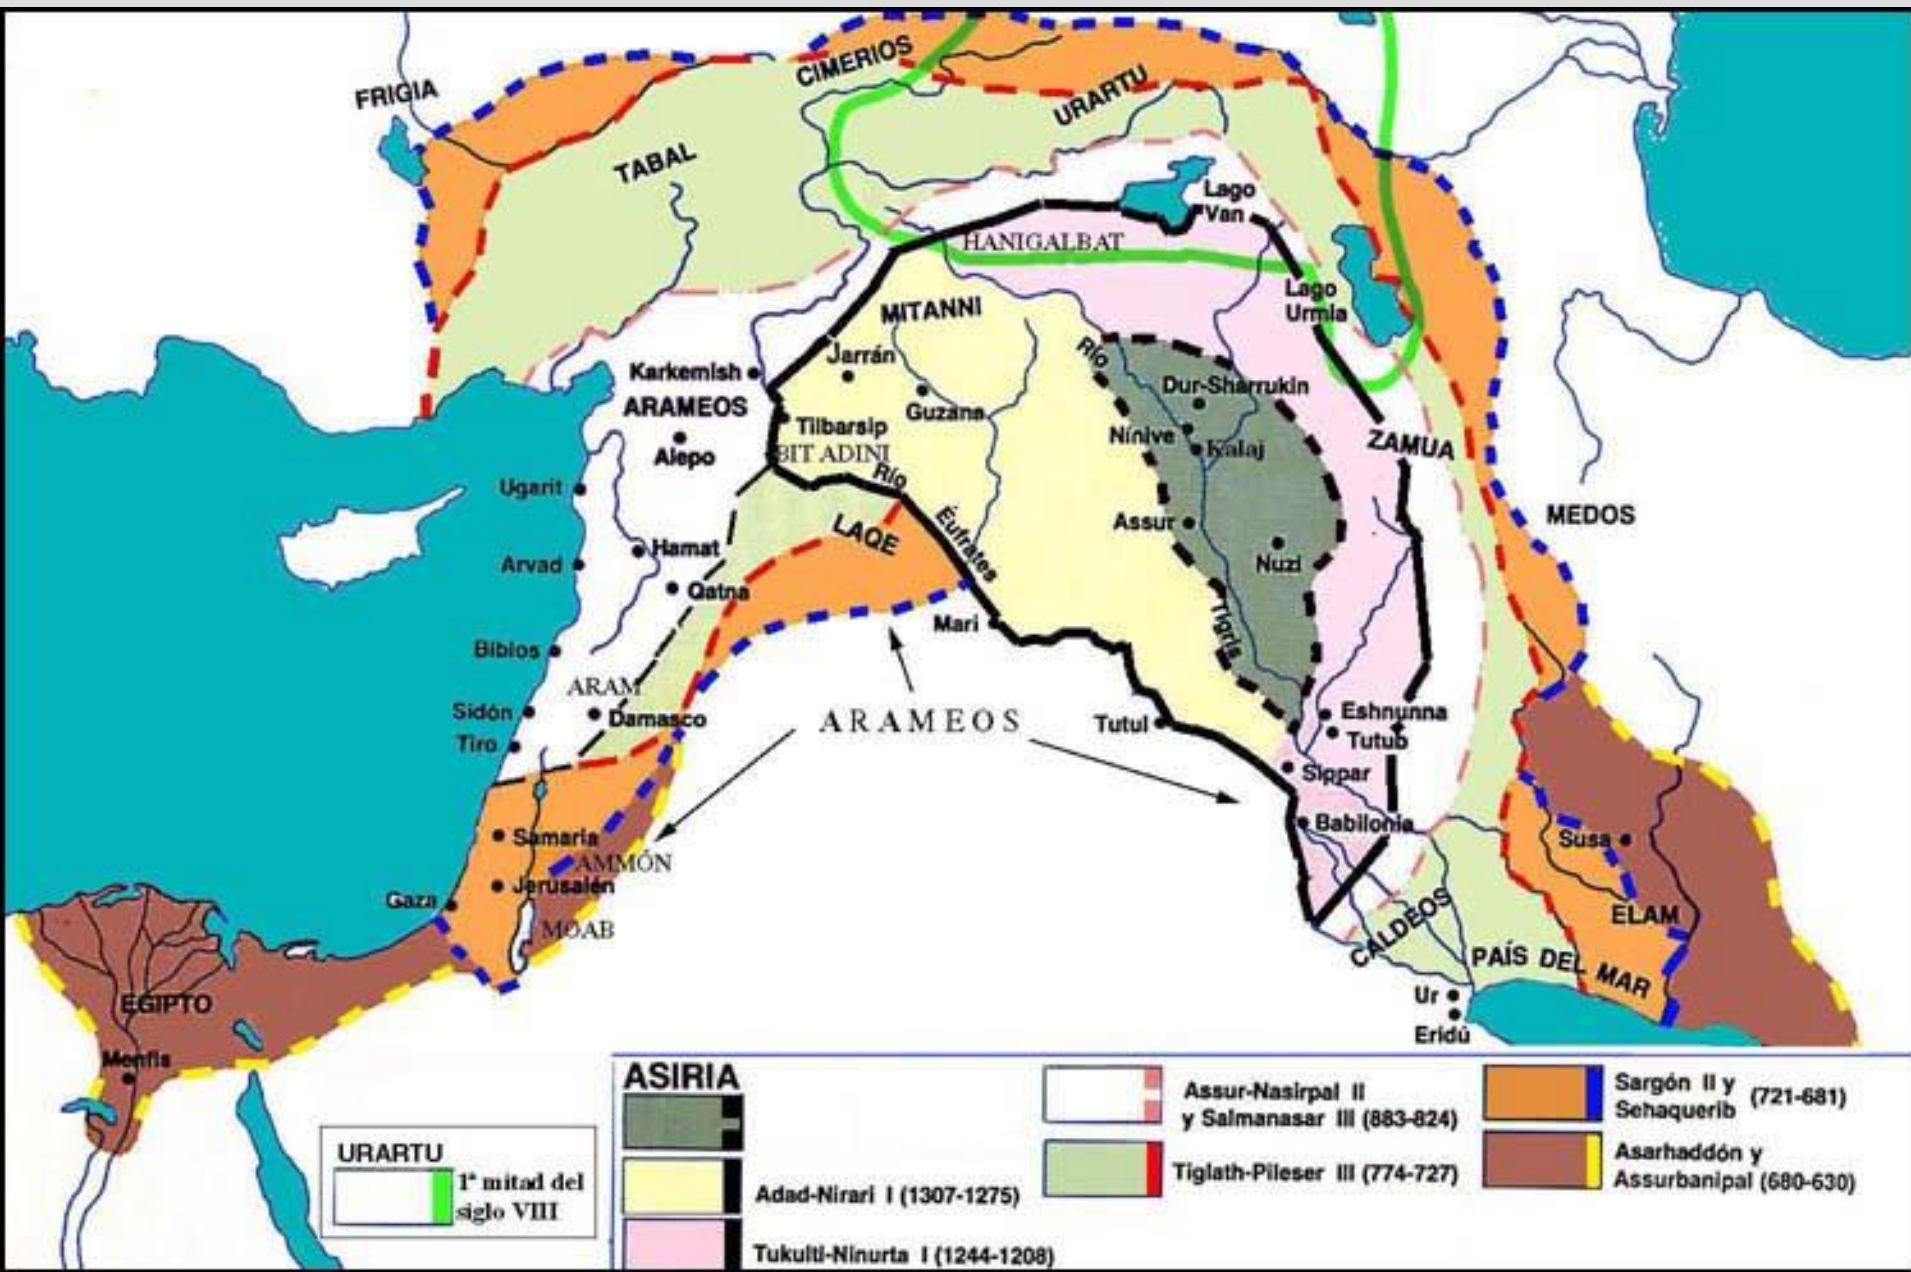 FRIGIA
CIMERIOS
URARTU
TABAL
Lago
Van
HANIGALBAT
Lago
Urmia
MITANNI
Río
Jarrán
Karkemish
Dur-Sharrukin
ARAMEOS
Guzana
Tilbarsip
Nínive
Kalaj
ZAMUA
BIT ADINI
Alepo
Río
Ugarit
Éufrates
Assur
MEDOS
LAQE
Hamat
Arvad
Nuzi
Qatna
Mari
Tigris
Biblos
ARAM
Sidón
Damasco
ARAMEOS
Tutul
Eshnunna
Tiro
Tutub
Sippar
Babilonia
Samaria
Susa
AMMÓN
Jerusalén
Gaza
ELAM
MOAB
CALDEOS
PAÍS DEL MAR
EGIPTO
Ur
Eridú
Menfis
ASIRIA
Adad-Nirari I (1307-1275)
Tukulti-Ninurta I (1244-1208)
Assur-Nasirpal II
y Salmanasar III (883-824)
Tiglath-Pileser III (774-727)
Sargón II y
Sehaquerib (721-681)
Asarhaddón y
Assurbanipal (680-630)
URARTU
1ª mitad del
siglo VIII